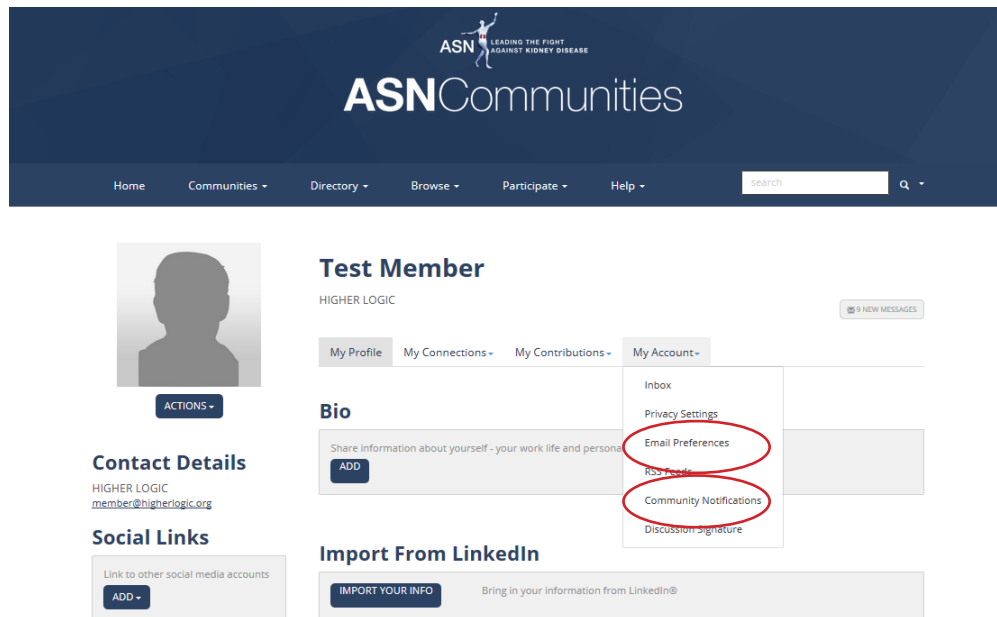 ASN
LEADING THE FIGHT
AGAINST KIDNEY DISEASE
ASNCommunities
Home Communities Directory Browse Participate Help search
Test Member
HIGHER LOGIC
9 NEW MESSAGES
My Profile My Connections My Contributions My Account
Inbox
Privacy Settings
Email Preferences
RSS Feeds
Community Notifications
Discussion Signature
ACTIONS
Contact Details
HIGHER LOGIC
member@higherlogic.org
Social Links
Link to other social media accounts
ADD
Bio
Share information about yourself - your work life and persona
ADD
Import From LinkedIn
IMPORT YOUR INFO Bring in your information from LinkedIn®